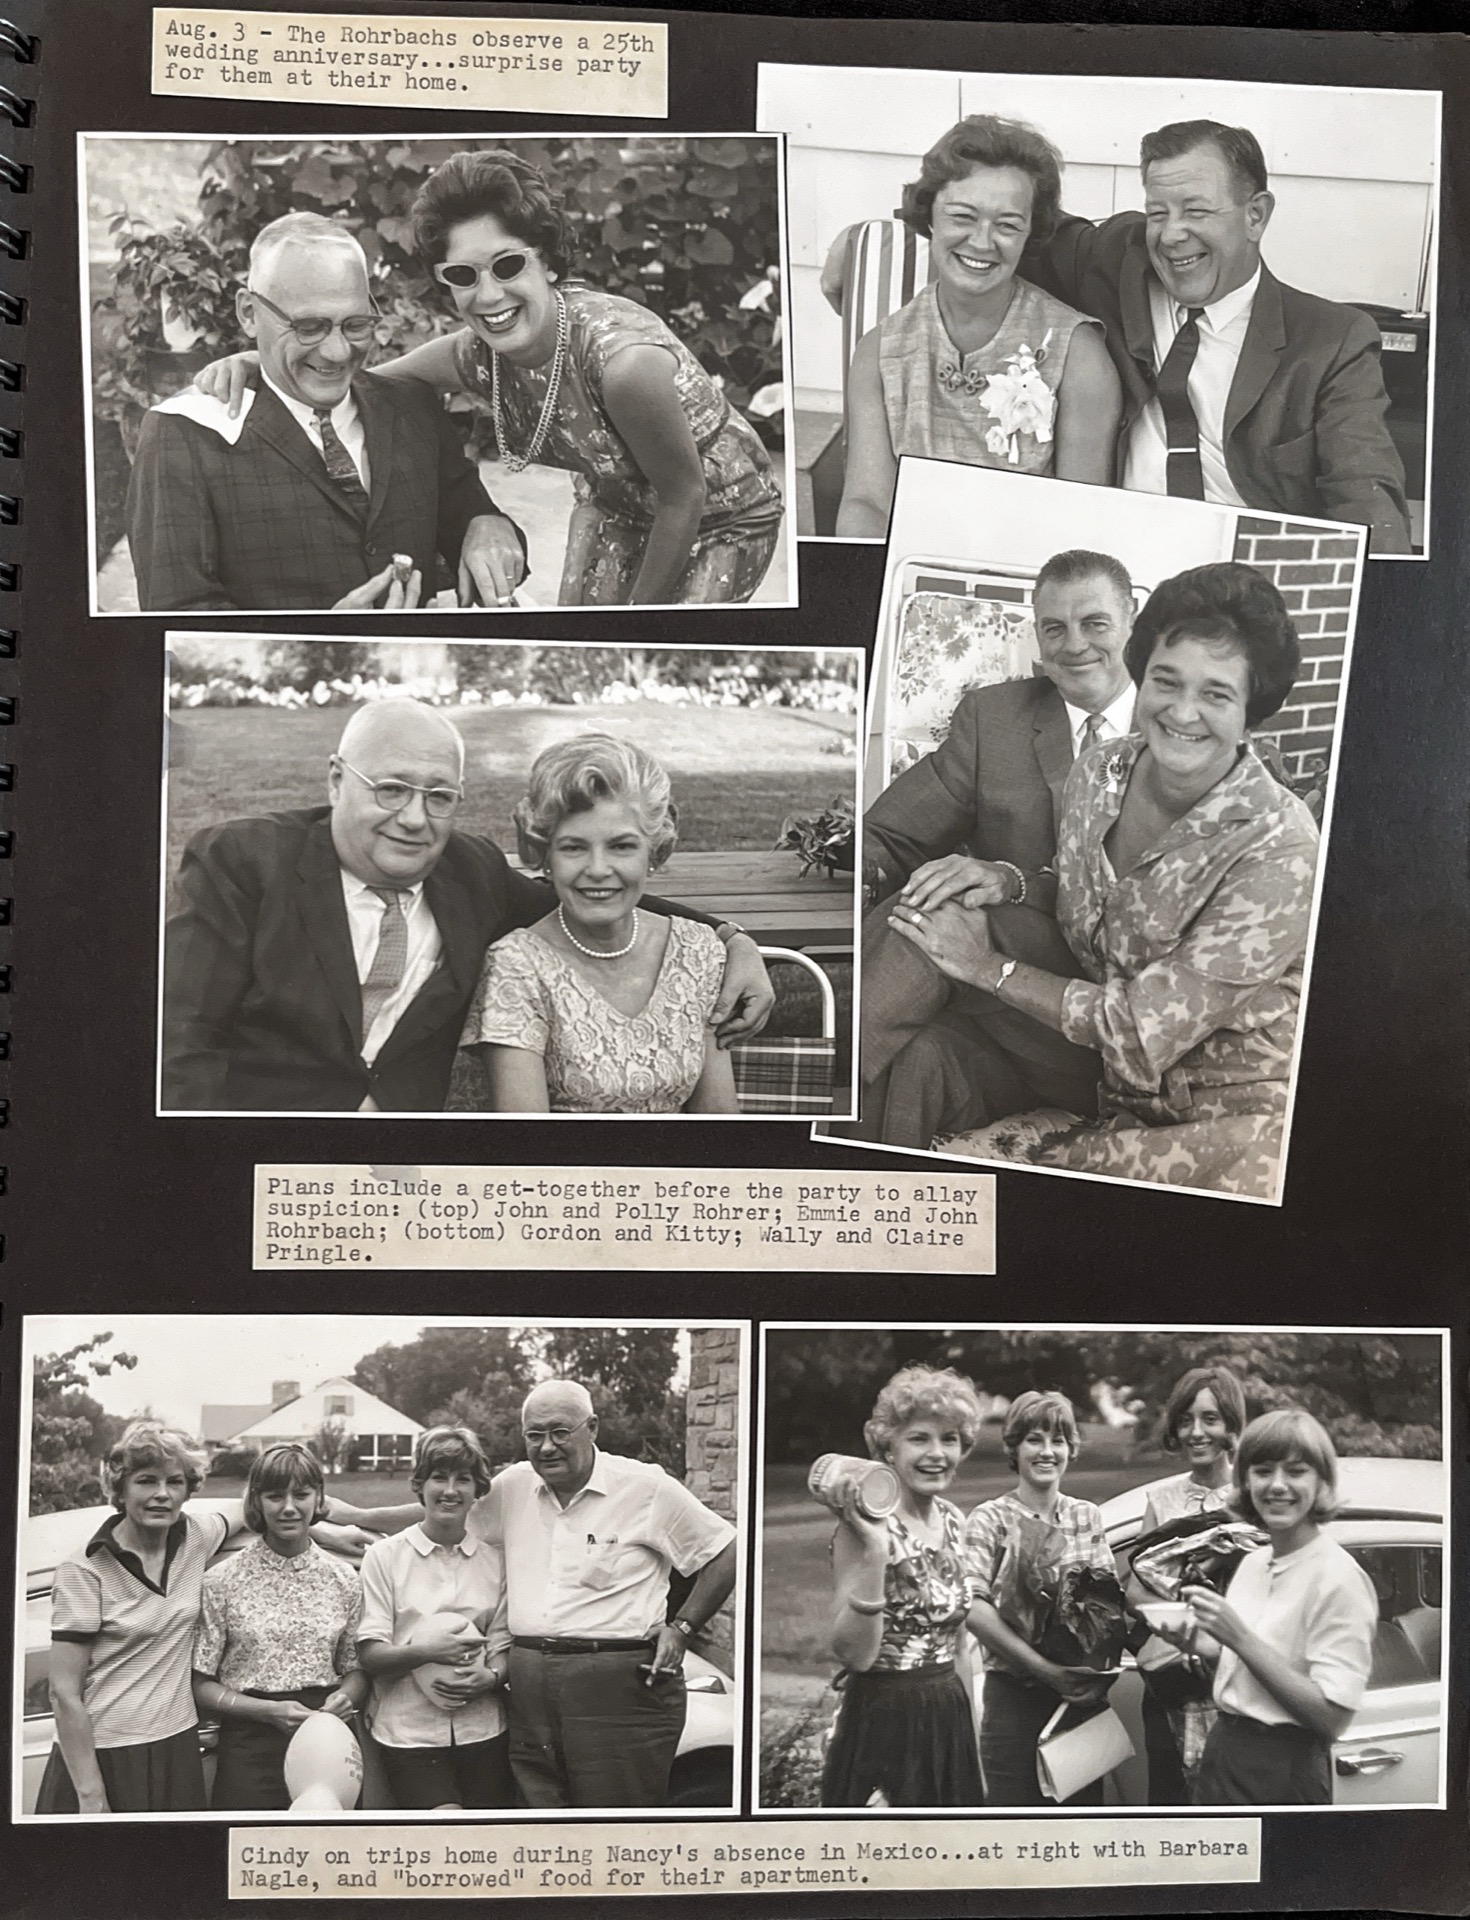 Aug. 3 - The Rohrbachs observe a 25th
wedding anniversary...surprise party
for them at their home.
Plans include a get-together before the party to allay
suspicion: (top) John and Polly Rohrer; Emmie and John
Rohrbach; (bottom) Gordon and Kitty; Wally and Claire
Pringle.
Cindy on trips home during Nancy's absence in Mexico...at right with Barbara
Nagle, and "borrowed" food for their apartment.